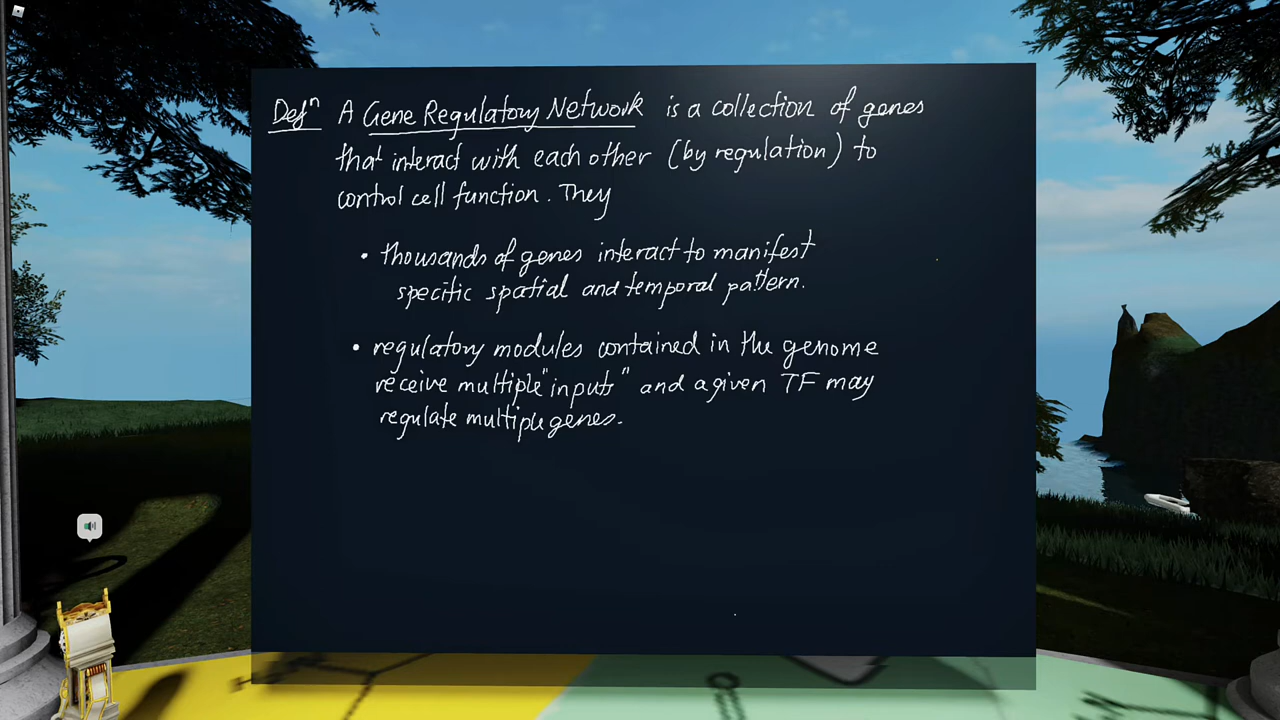 Defⁿ A Gene Regulatory Network is a collection of genes
that interact with each other (by regulation) to
control cell function. They
• thousands of genes interact to manifest
specific spatial and temporal pattern.
• regulatory modules contained in the genome
receive multiple "inputs" and a given TF may
regulate multiple genes.